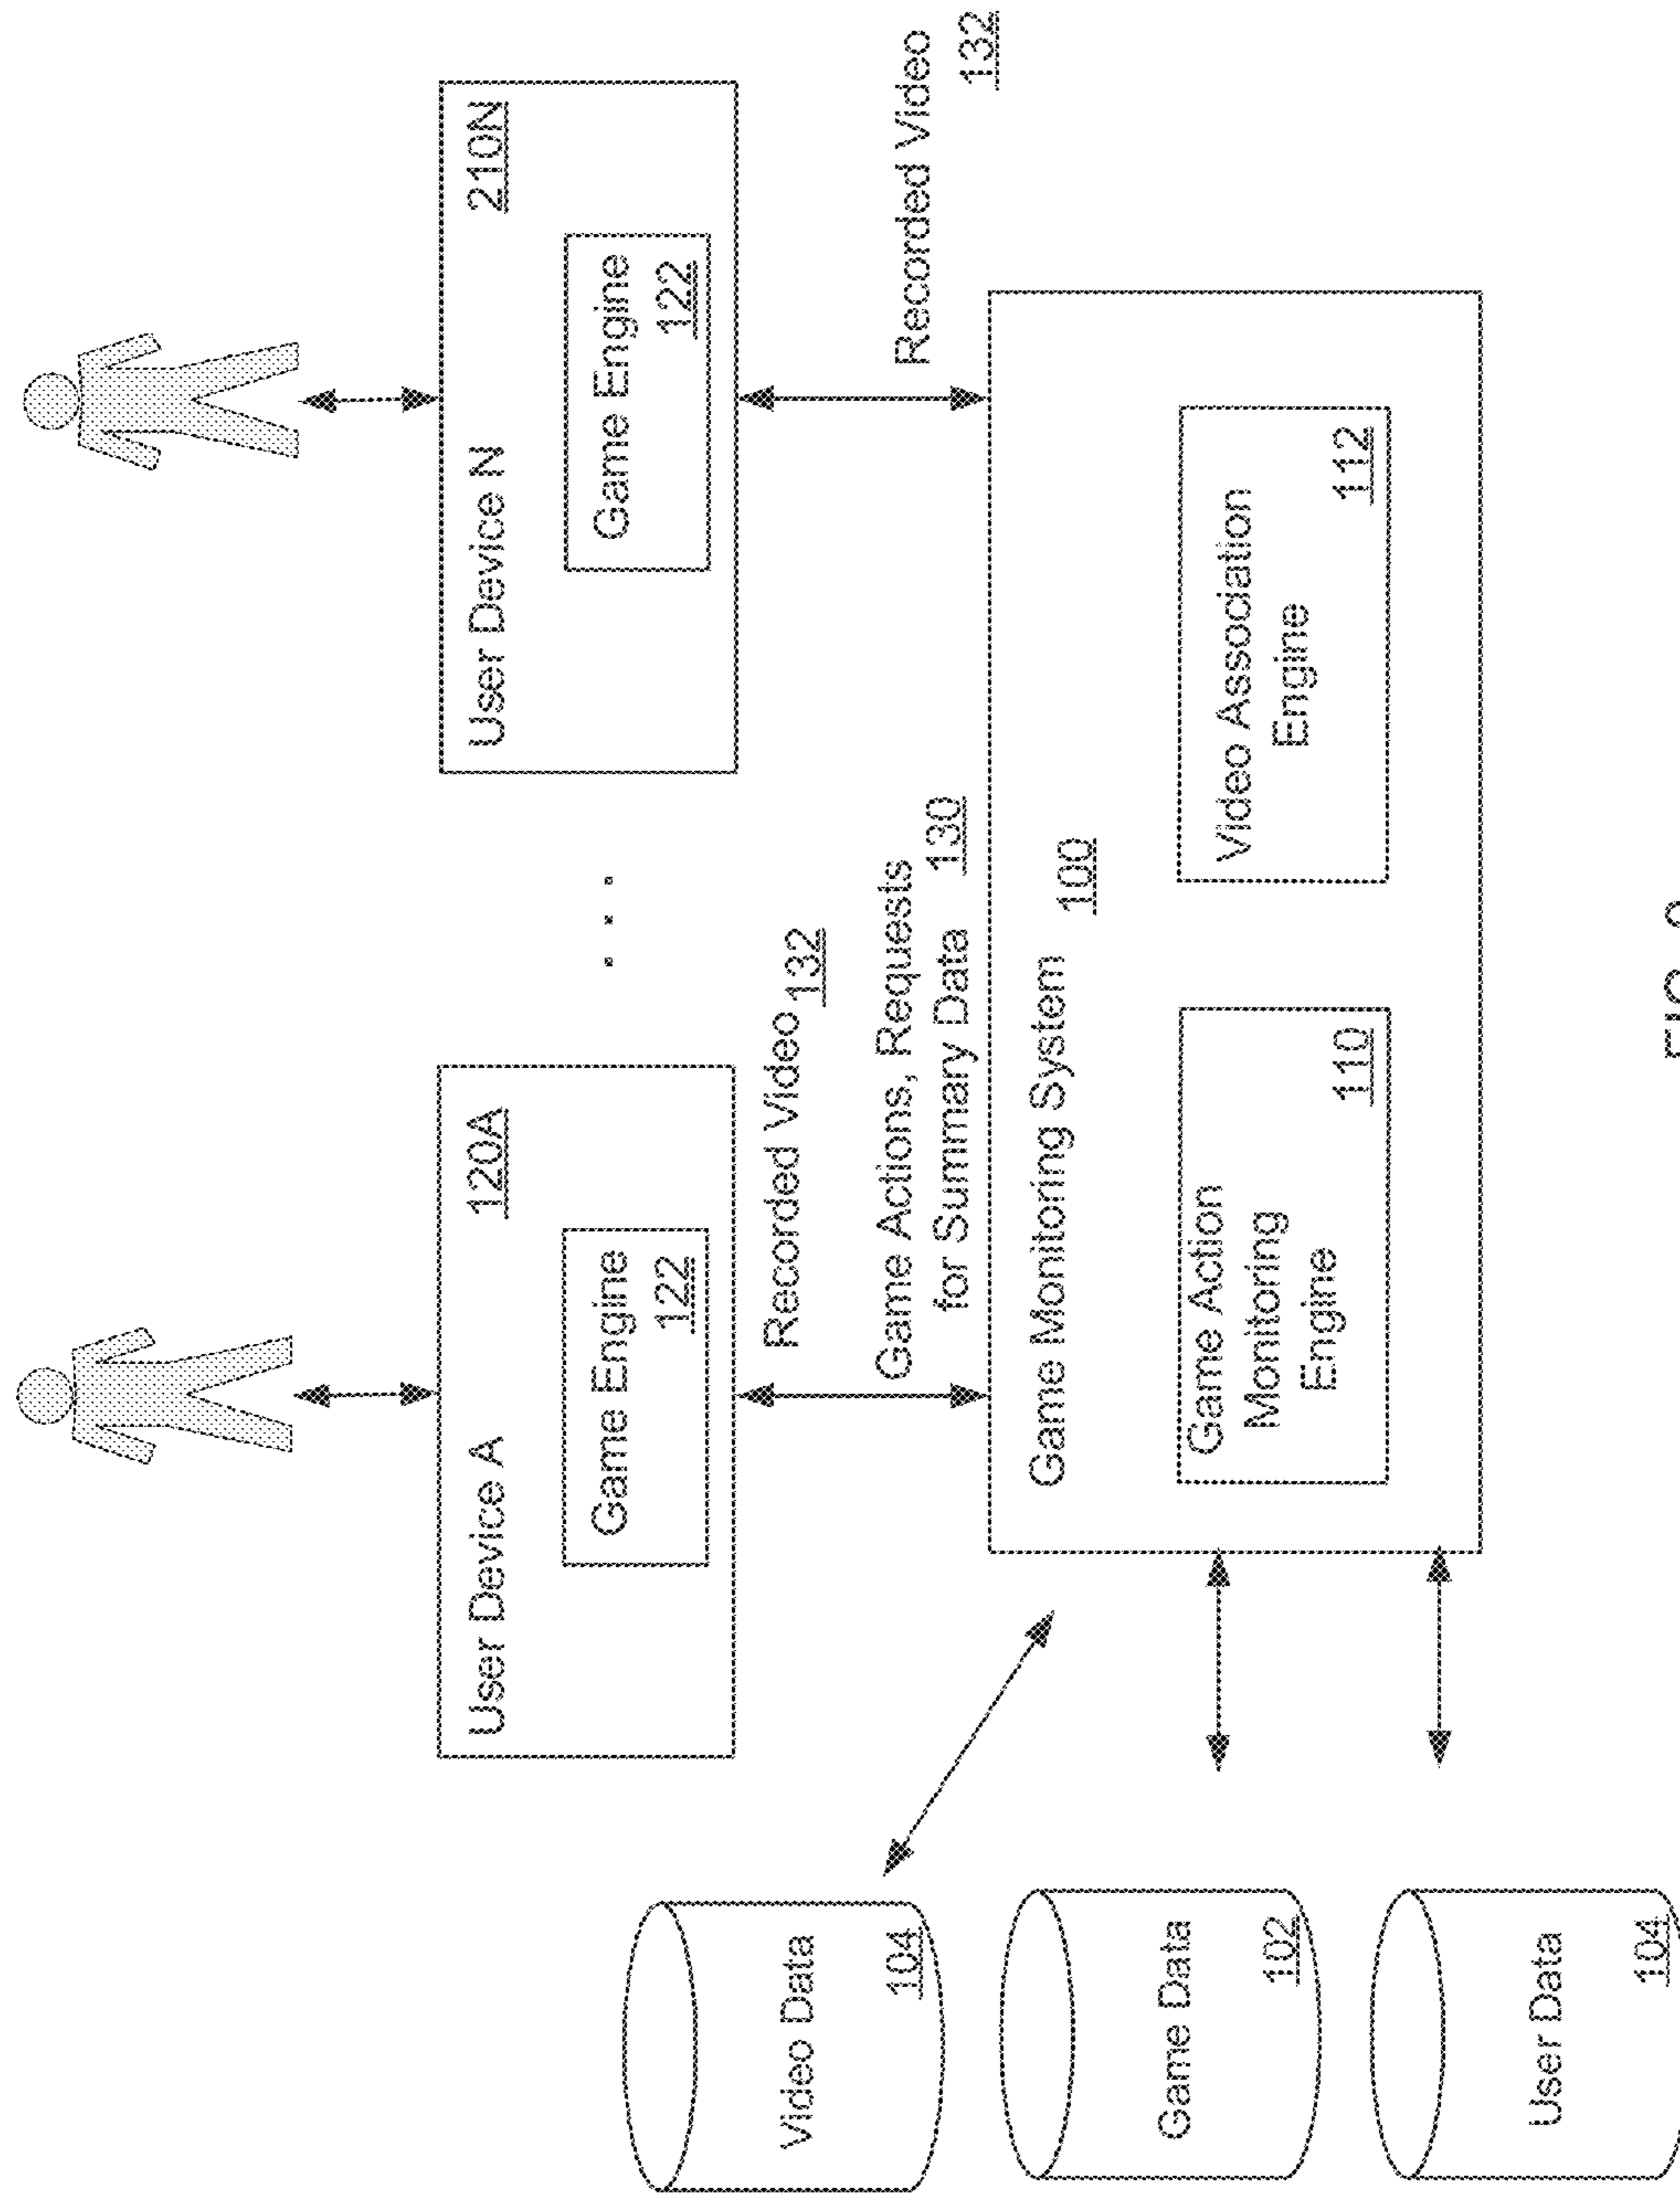 User Device A
120A
Game Engine
122
User Device N
210N
Game Engine
122
Recorded Video
132
Game Actions, Requests
for Summary Data
130
Recorded Video
132
Game Monitoring System
100
Game Action
Monitoring
Engine
110
Video Association
Engine
112
Video Data
104
Game Data
102
User Data
104
FIG.